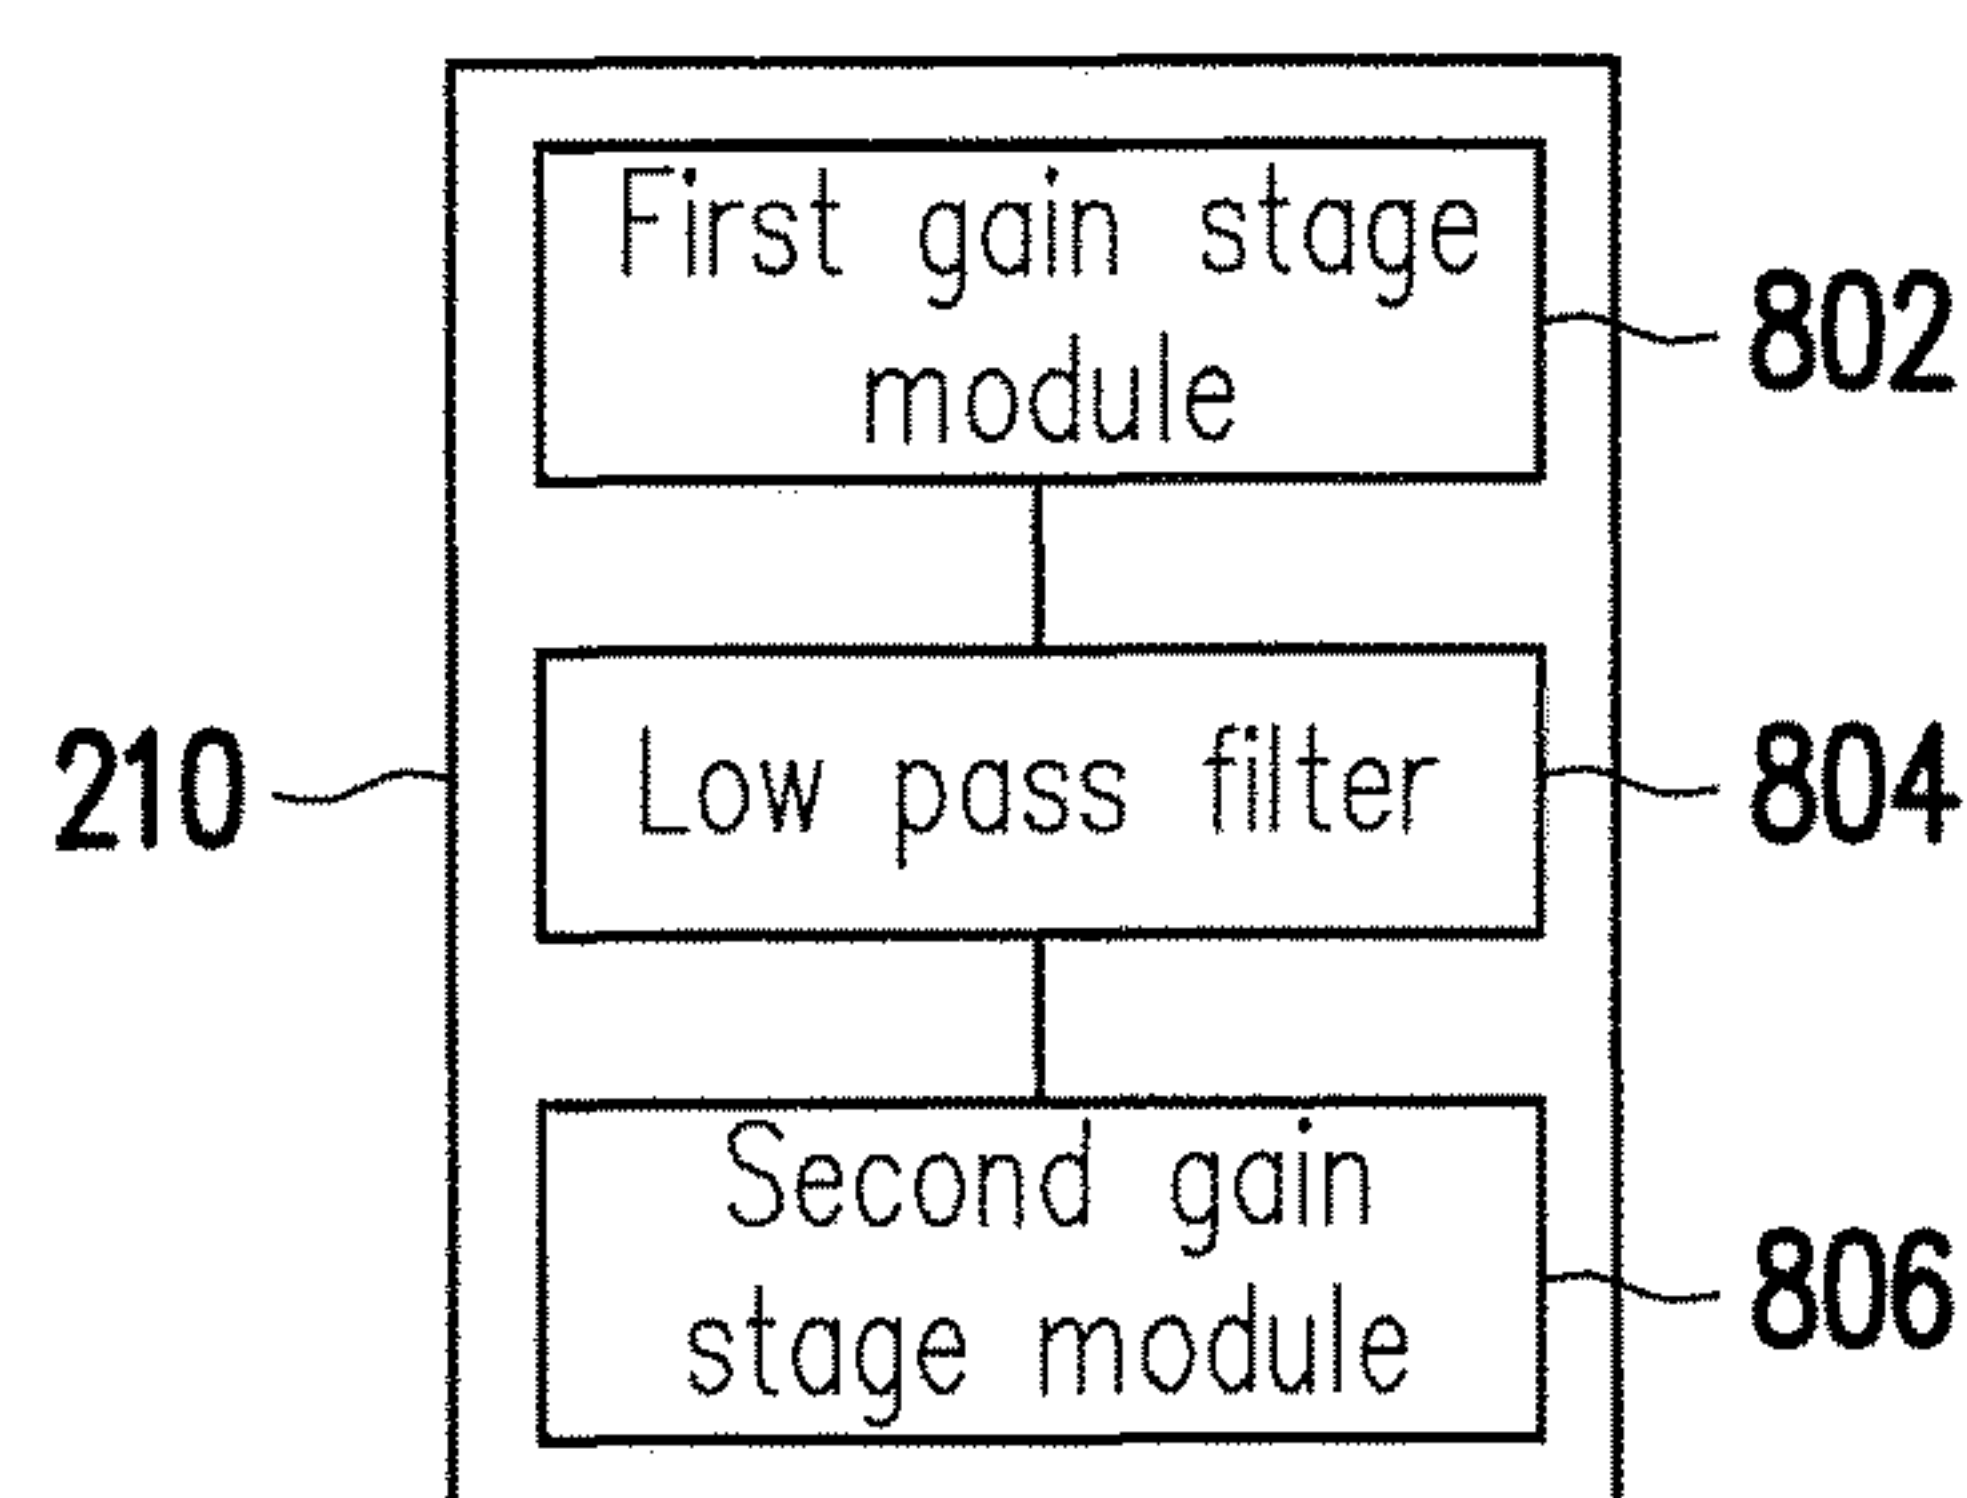 First gain stage
module
802
210
Low pass filter
804
Second gain
stage module
806